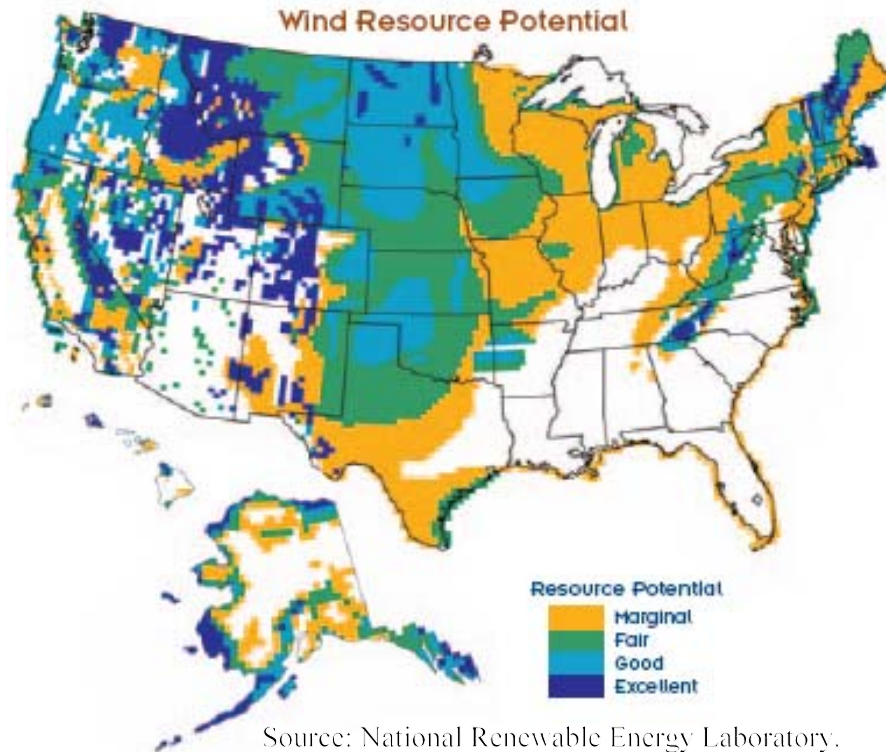 Wind Resource Potential
Resource Potential
Marginal
Fair
Good
Excellent
Source: National Renewable Energy Laboratory.